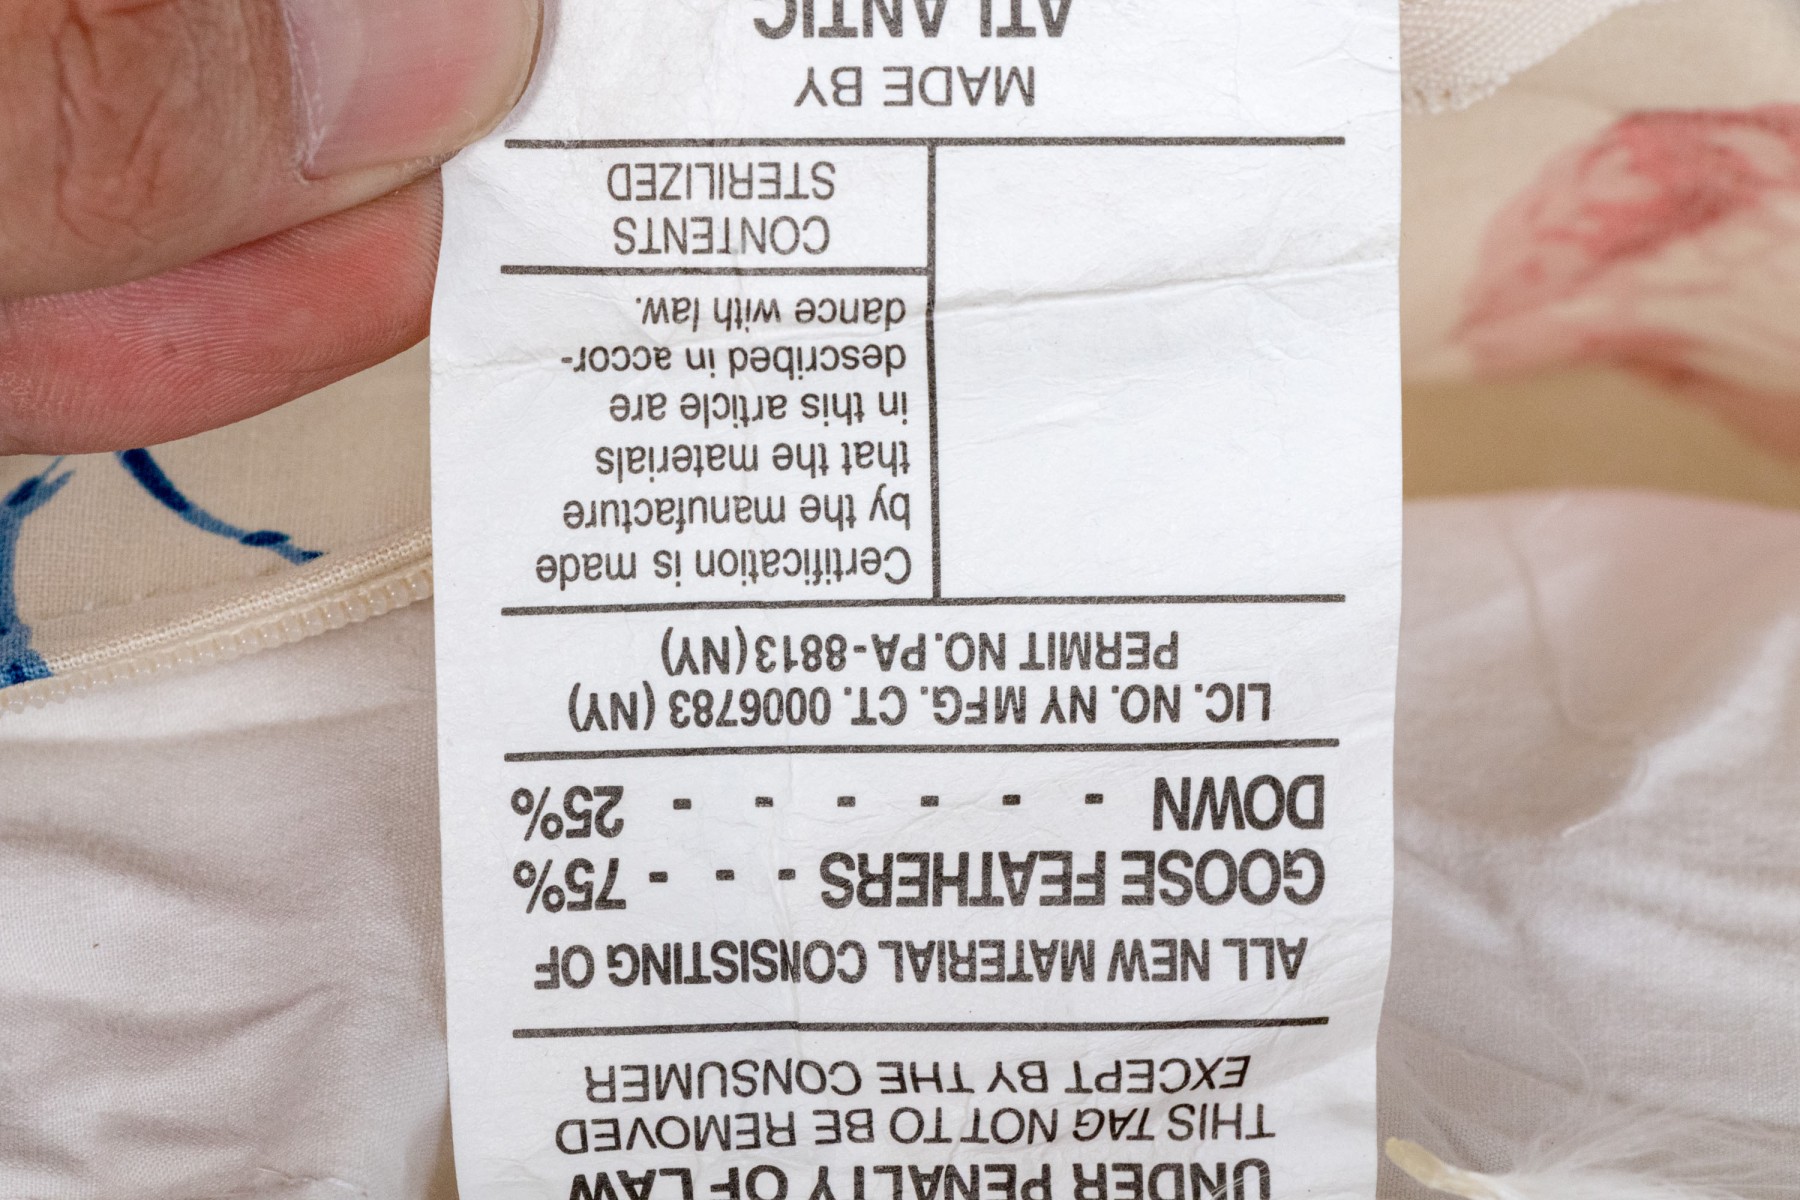 UNDER PENALTY OF LAW
THIS TAG NOT TO BE REMOVED
EXCEPT BY THE CONSUMER
ALL NEW MATERIAL CONSISTING OF
GOOSE FEATHERS - - - 75%
DOWN - - - - - - 25%
LIC. NO. NY MFG. CT. 0006783 (NY)
PERMIT NO. PA-8813 (NY)
Certification is made
by the manufacture
that the materials
in this article are
described in accor-
dance with law.
CONTENTS
STERILIZED
MADE BY
ATLANTIC